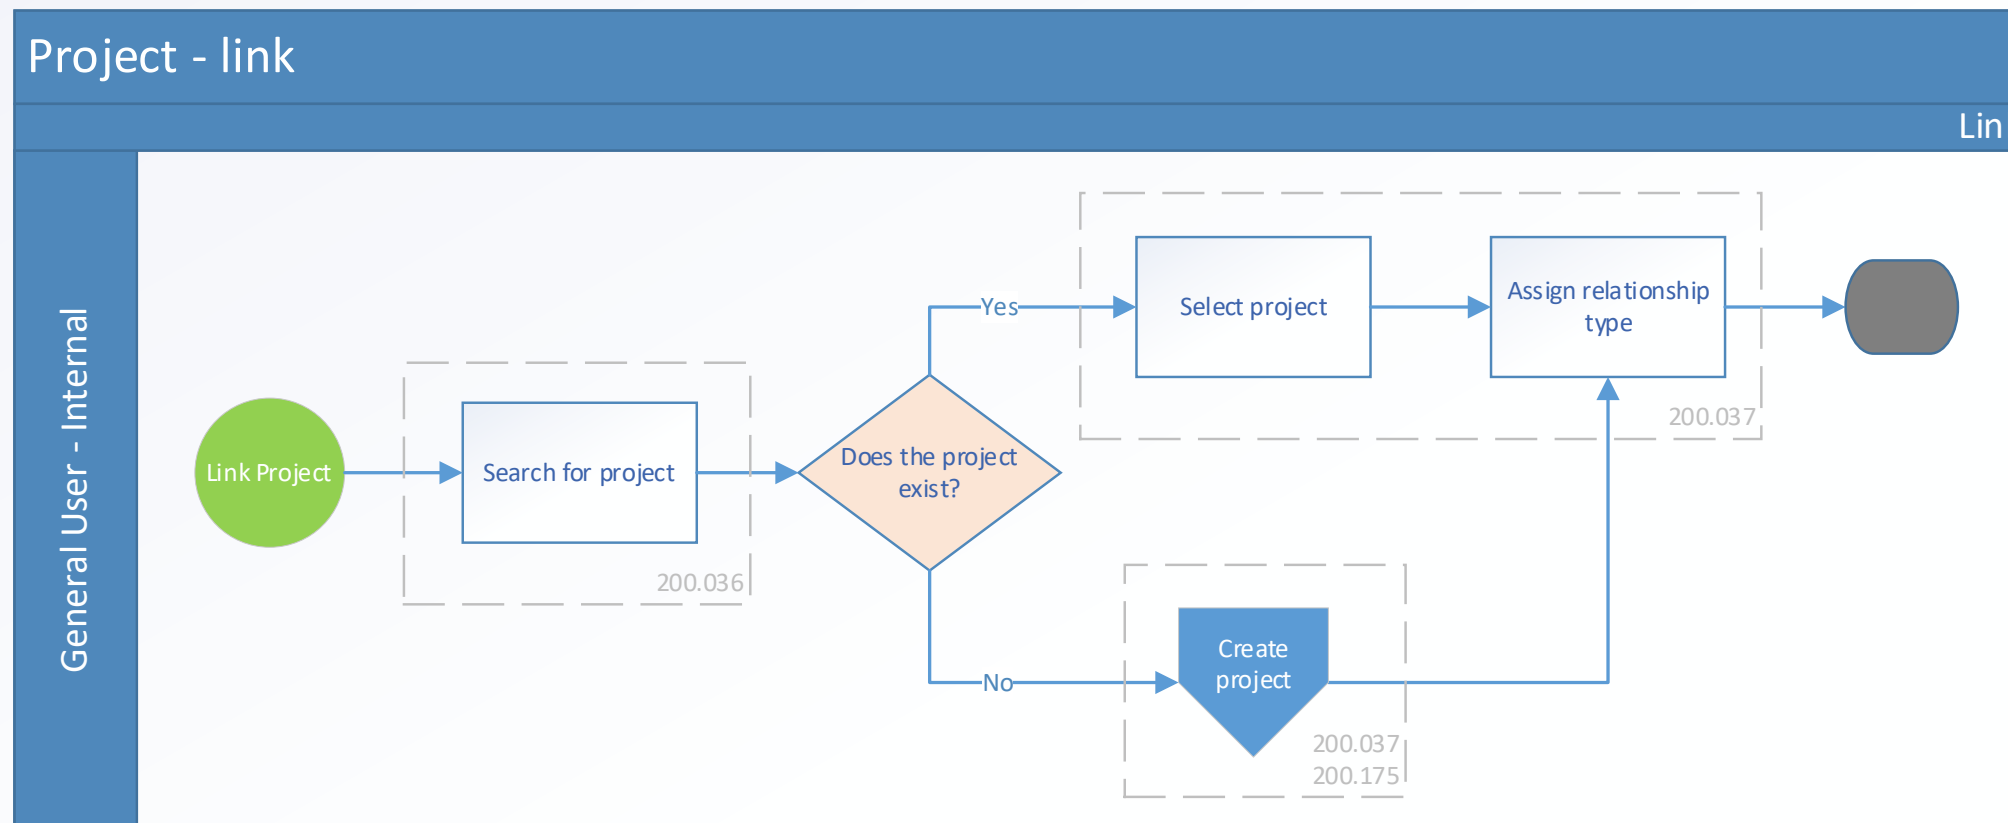 Project - link
Lin
General User - Internal
Link Project
Search for project
200.036
Does the project
exist?
Yes
Select project
Assign relationship
type
200.037
No
Create
project
200.037
200.175